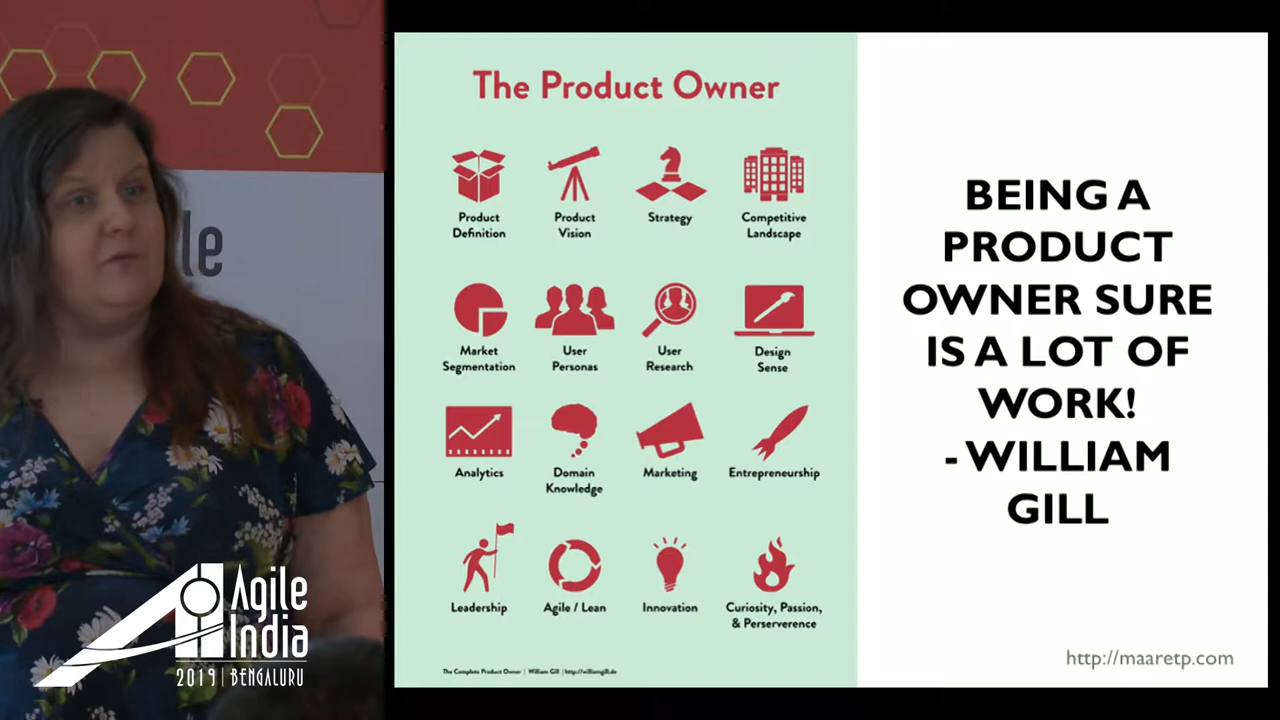 le
Agile
India
2019 | BENGALURU
The Product Owner
Product
Definition
Product
Vision
Strategy
Competitive
Landscape
Market
Segmentation
User
Personas
User
Research
Design
Sense
Analytics
Domain
Knowledge
Marketing
Entrepreneurship
Leadership
Agile / Lean
Innovation
Curiosity, Passion,
& Perserverence
The Complete Product Owner | William Gill | http://williamgill.de
BEING A
PRODUCT
OWNER SURE
IS A LOT OF
WORK!
- WILLIAM
GILL
http://maaretp.com